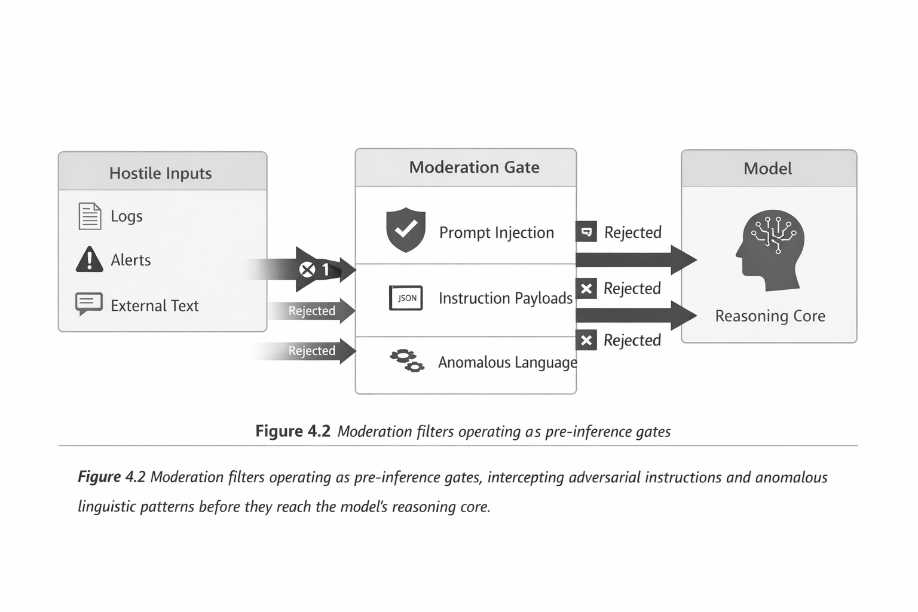 Hostile Inputs
Logs
Alerts
External Text
1
Rejected
Rejected
Moderation Gate
Prompt Injection
JSON
Instruction Payloads
Anomalous Language
Rejected
Rejected
Rejected
Model
Reasoning Core
Figure 4.2 Moderation filters operating as pre-inference gates
Figure 4.2 Moderation filters operating as pre-inference gates, intercepting adversarial instructions and anomalous
linguistic patterns before they reach the model's reasoning core.